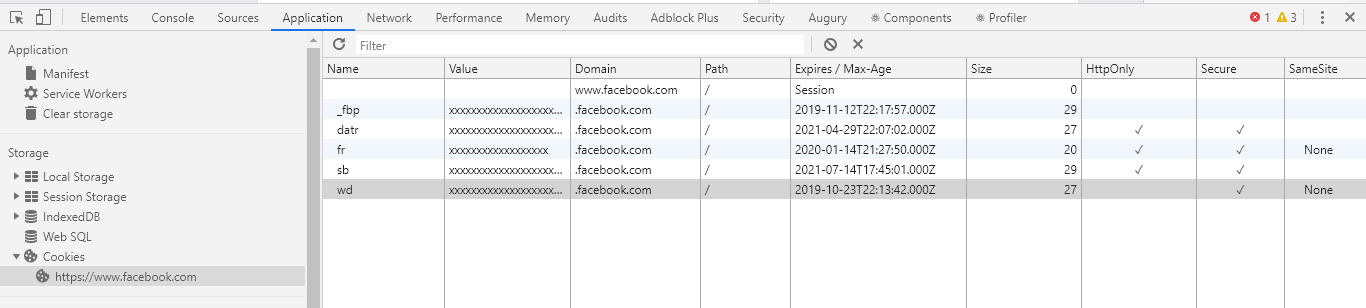 Elements Console Sources Application Network Performance Memory Audits Adblock Plus Security Augury Components Profiler 1 3
Application
Manifest
Service Workers
Clear storage
Storage
Local Storage
Session Storage
IndexedDB
Web SQL
Cookies
https://www.facebook.com
Filter
Name Value Domain Path Expires / Max-Age Size HttpOnly Secure SameSite
www.facebook.com / Session 0
_fbp xxxxxxxxxxxxxxxxxxx... .facebook.com / 2019-11-12T22:17:57.000Z 29
datr xxxxxxxxxxxxxxxxxxx... .facebook.com / 2021-04-29T22:07:02.000Z 27 ✓ ✓
fr xxxxxxxxxxxxxxxxxx .facebook.com / 2020-01-14T21:27:50.000Z 20 ✓ ✓ None
sb xxxxxxxxxxxxxxxxxxx... .facebook.com / 2021-07-14T17:45:01.000Z 29 ✓ ✓
wd xxxxxxxxxxxxxxxxxxx... .facebook.com / 2019-10-23T22:13:42.000Z 27 ✓ None